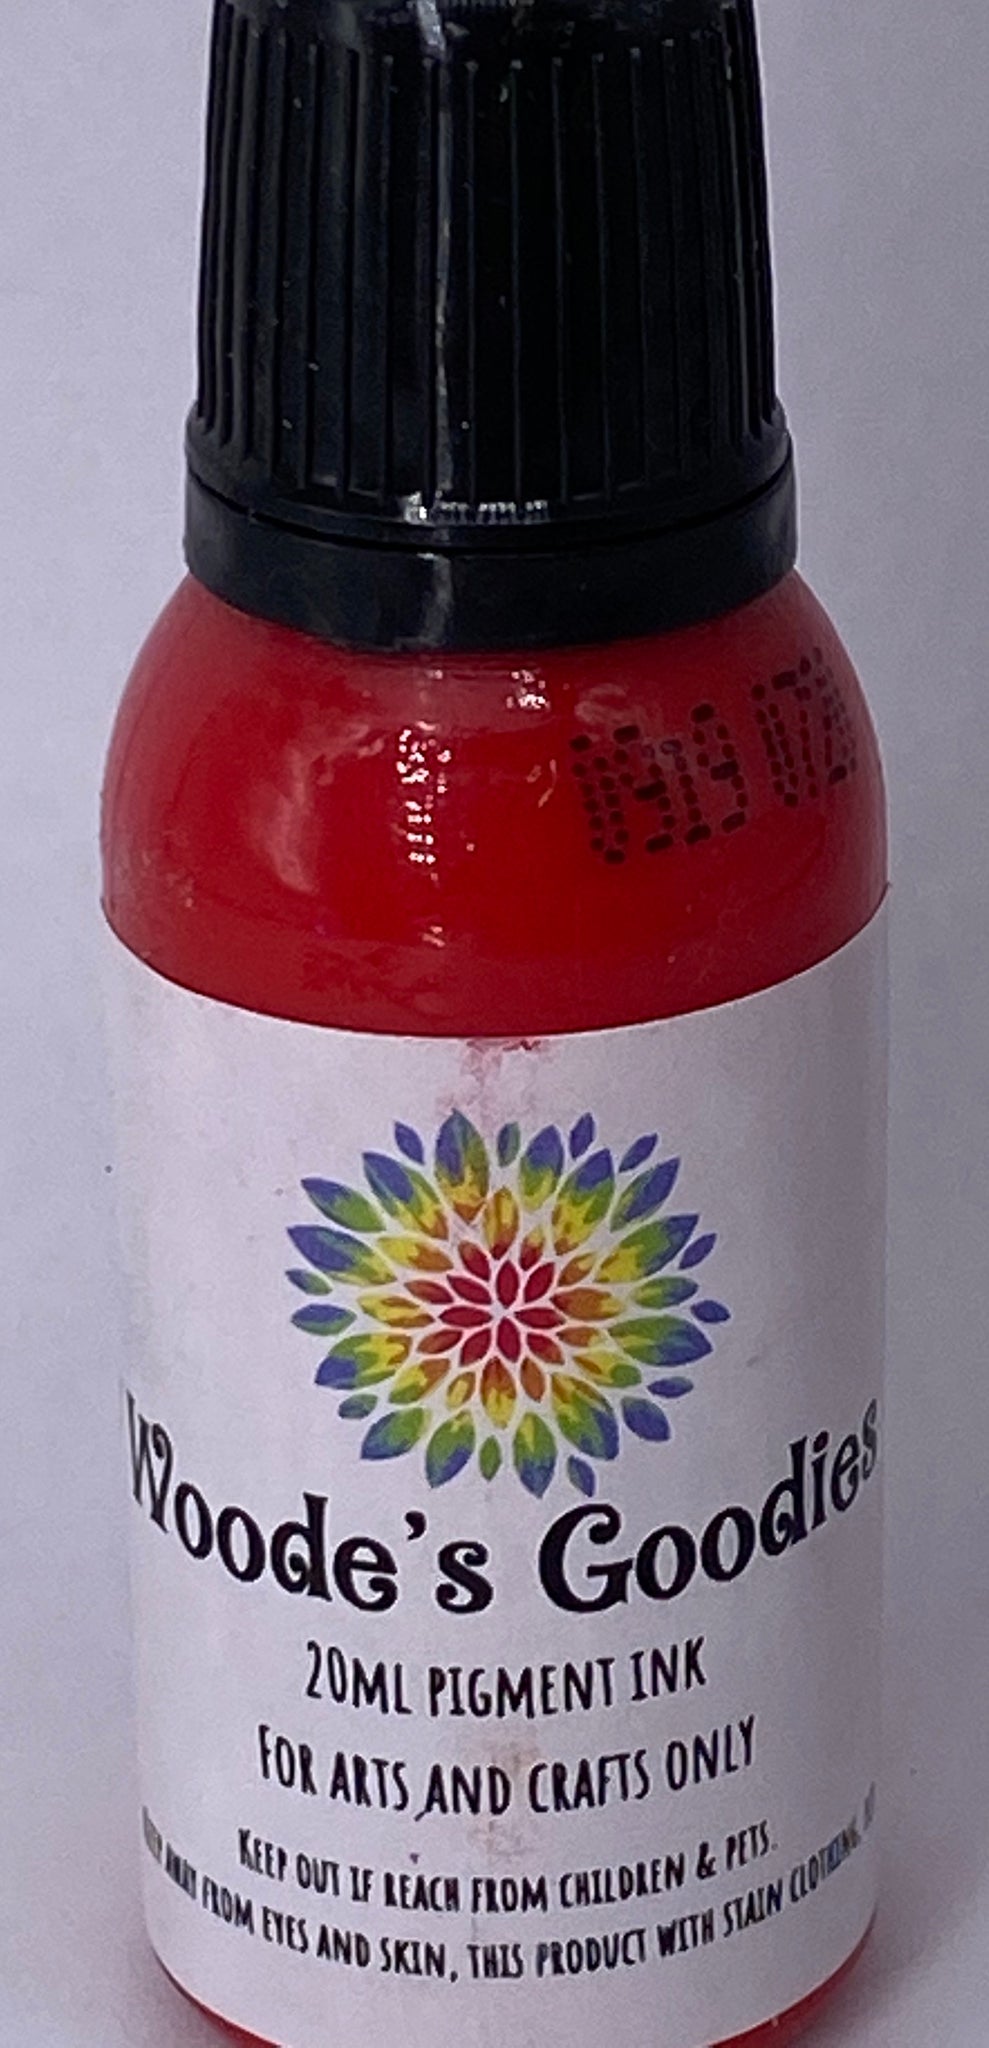 Woode's Goodies
20ML PIGMENT INK
FOR ARTS AND CRAFTS ONLY
KEEP OUT IF REACH FROM CHILDREN & PETS.
AWAY FROM EYES AND SKIN, THIS PRODUCT WITH STAIN CLOTHING,